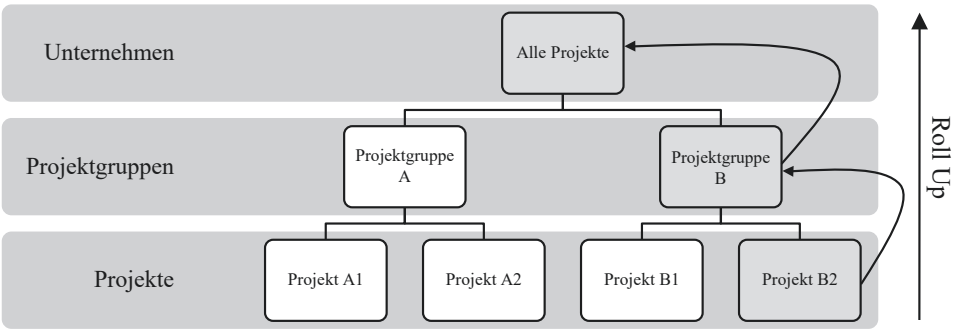 Unternehmen
Alle Projekte
Projektgruppen
Projektgruppe
A
Projektgruppe
B
Projekte
Projekt A1
Projekt A2
Projekt B1
Projekt B2
Roll Up